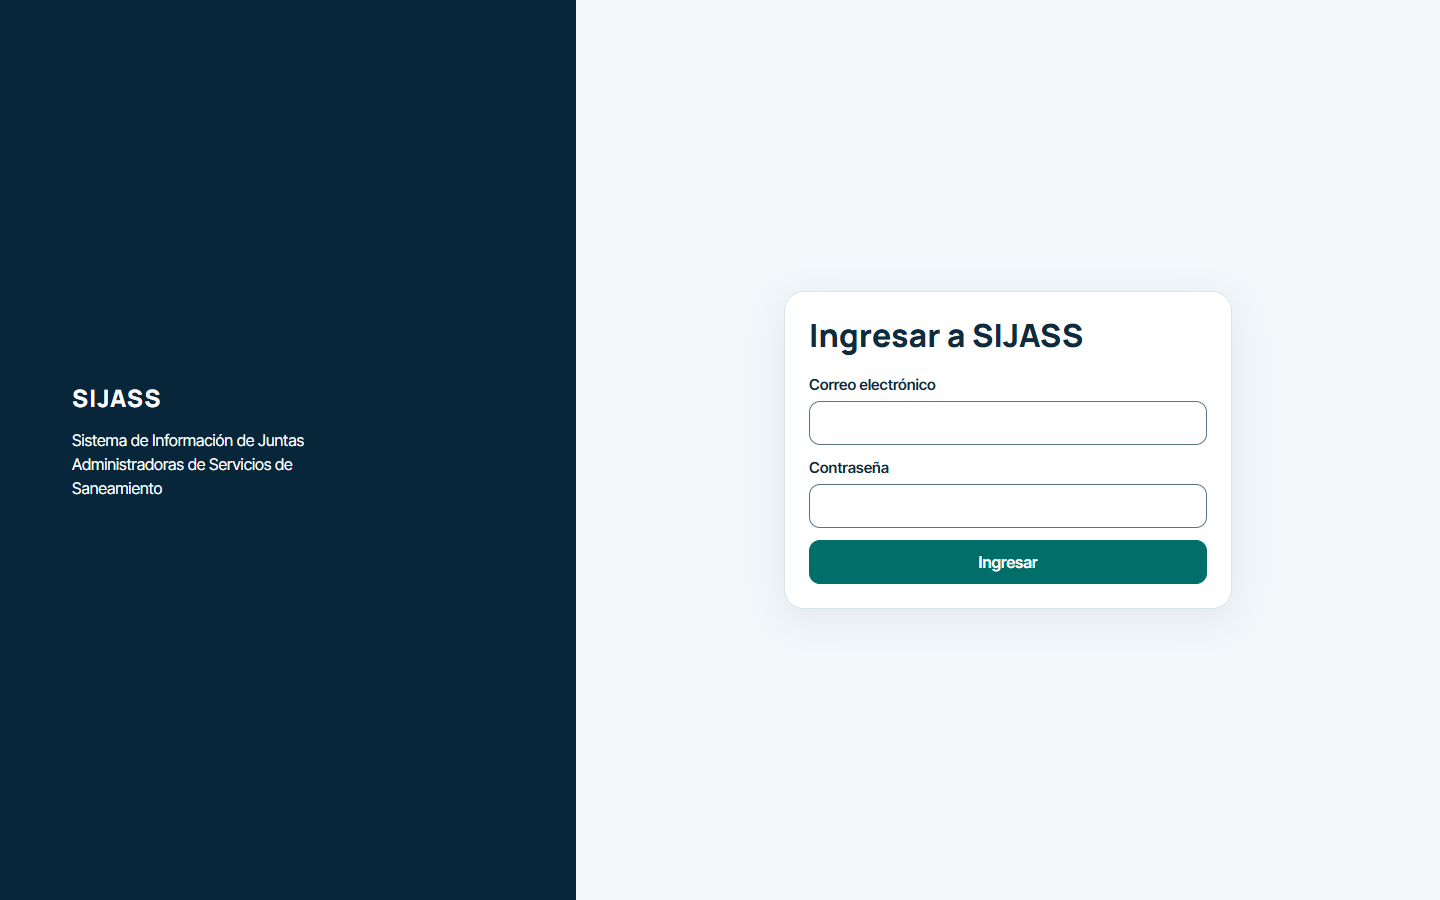 SIJASS
Sistema de Información de Juntas
Administradoras de Servicios de
Saneamiento
Ingresar a SIJASS
Correo electrónico
Contraseña
Ingresar